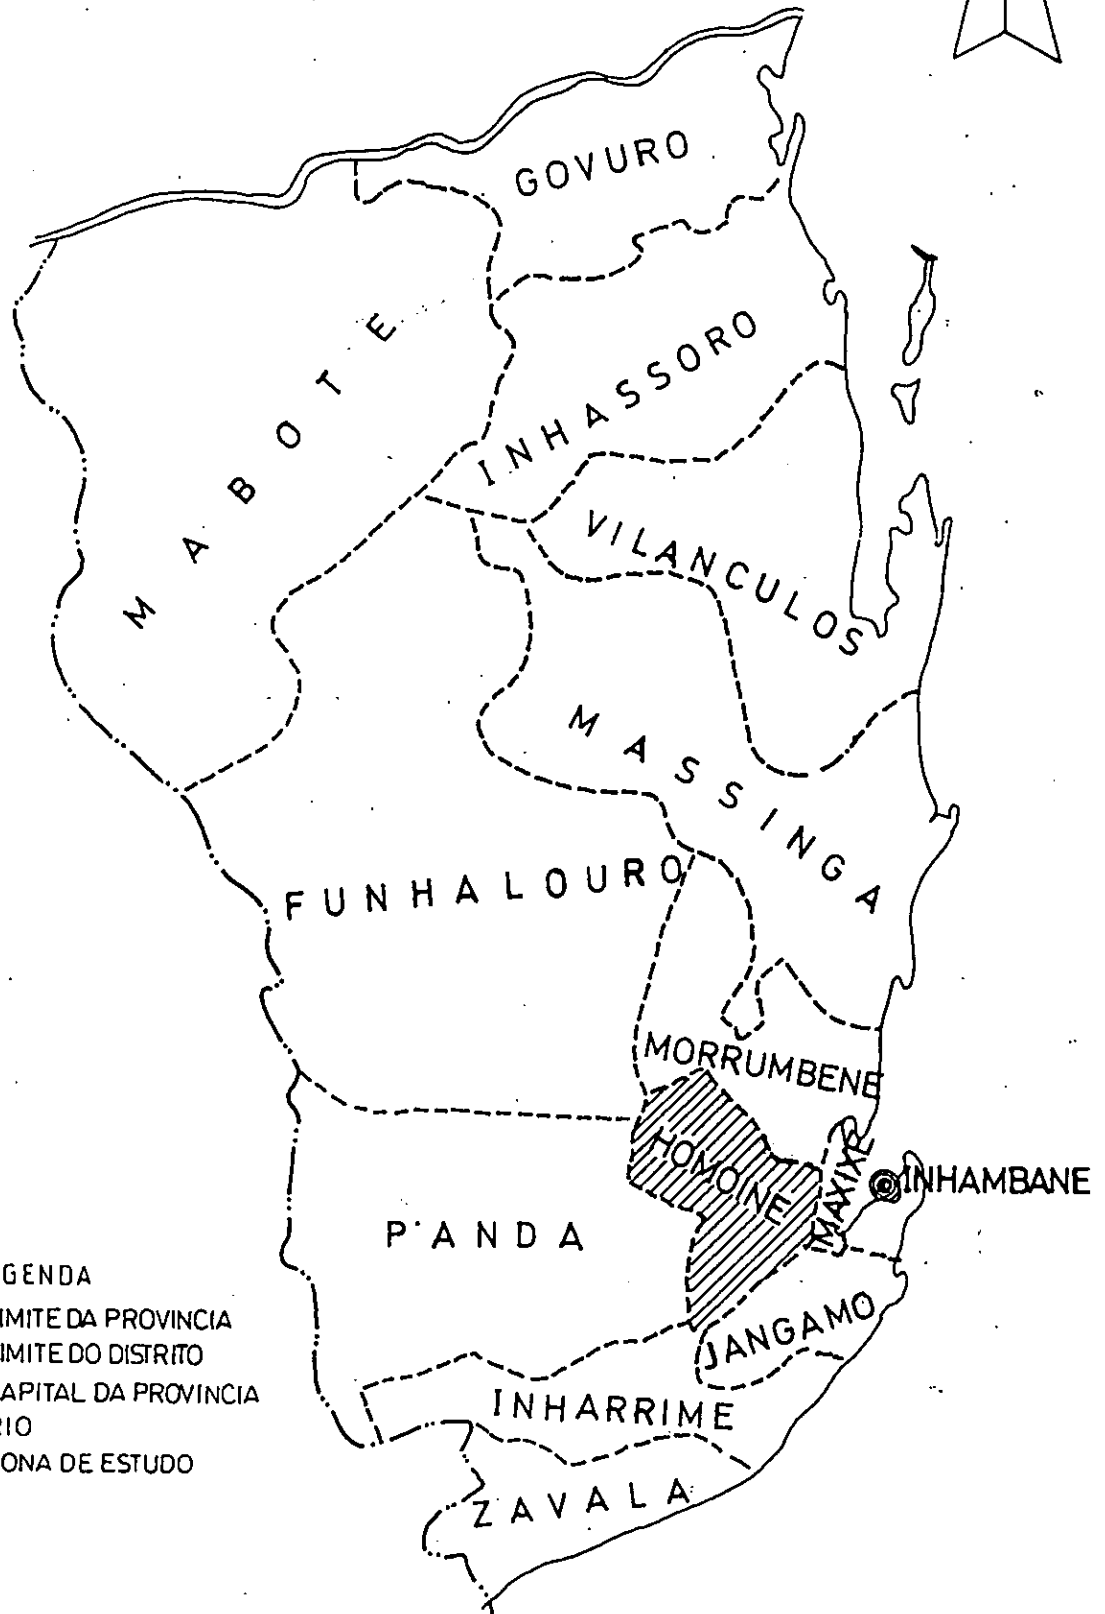 GOVURO
MABOTE
INHASSORO
VILANCULOS
MASSINGA
FUNHALOURO
MORRUMBENE
HOMOINE
MAXIXE
INHAMBANE
PANDA
JANGAMO
INHARRIME
ZAVALA
GENDA
IMITE DA PROVINCIA
IMITE DO DISTRITO
APITAL DA PROVINCIA
RIO
ONA DE ESTUDO